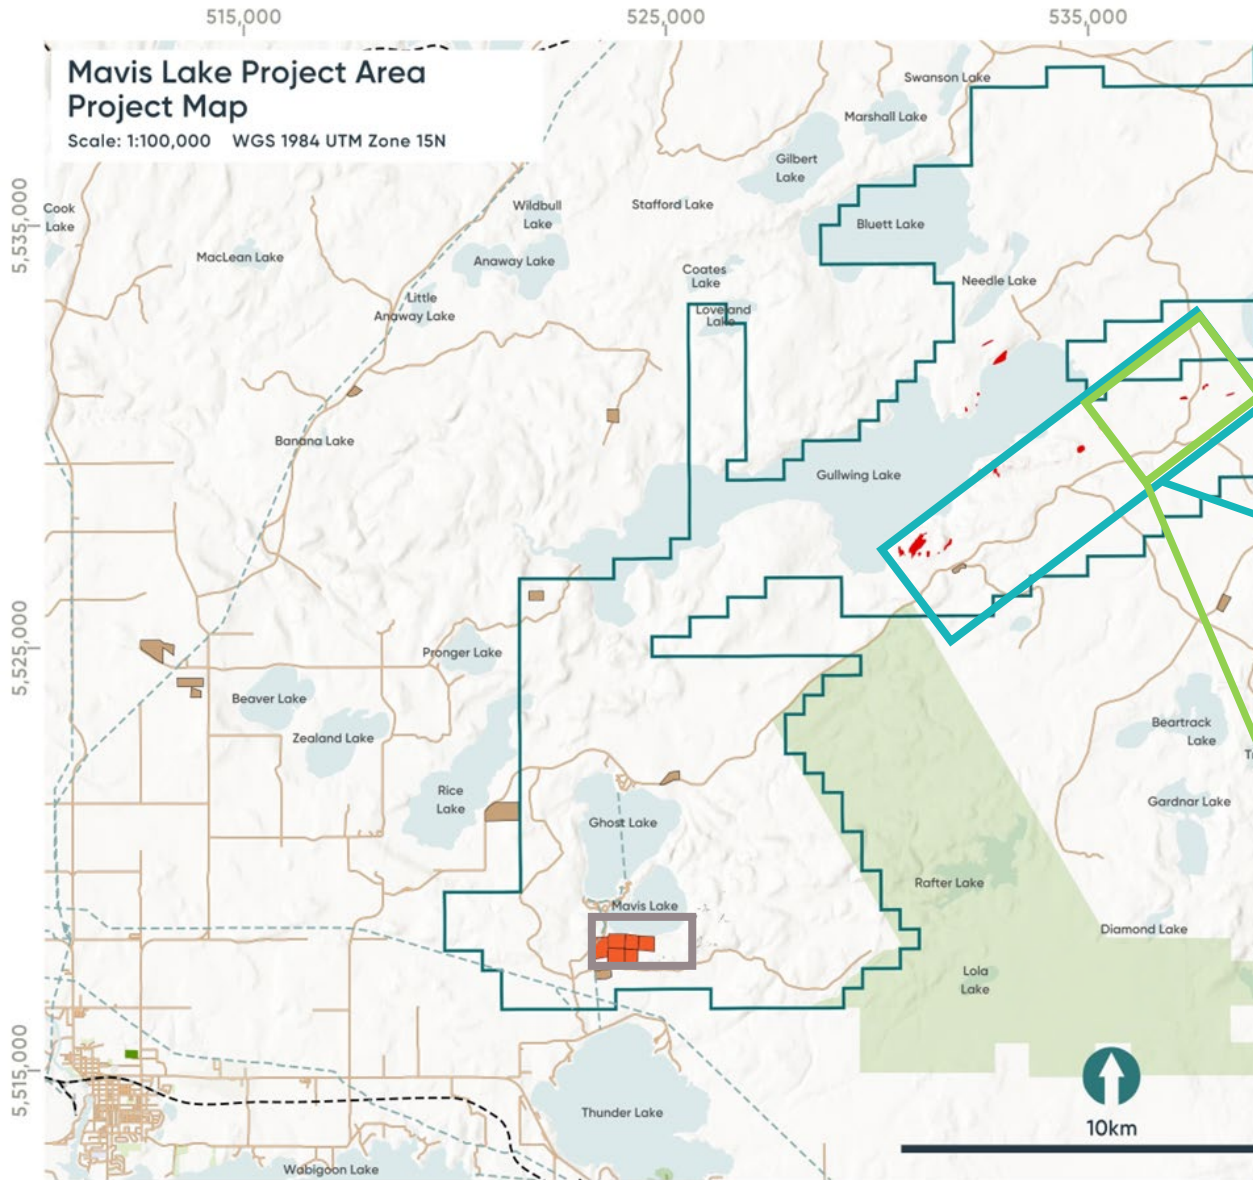 515,000
525,000
535,000
Mavis Lake Project Area
Project Map
Scale: 1:100,000 WGS 1984 UTM Zone 15N
Swanson Lake
Marshall Lake
Gilbert
Lake
5,535,000
Cook
Lake
Wildbull
Lake
Stafford Lake
Bluett Lake
MacLean Lake
Anaway Lake
Coates
Lake
Needle Lake
Little
Anaway Lake
Loveland
Lake
Banana Lake
Gullwing Lake
5,525,000
Pronger Lake
Beaver Lake
Zealand Lake
Beartrack
Lake
Rice
Lake
Gardnar Lake
Ghost Lake
Rafter Lake
Mavis Lake
Diamond Lake
Lola
Lake
5,515,000
Thunder Lake
10km
Wabigoon Lake